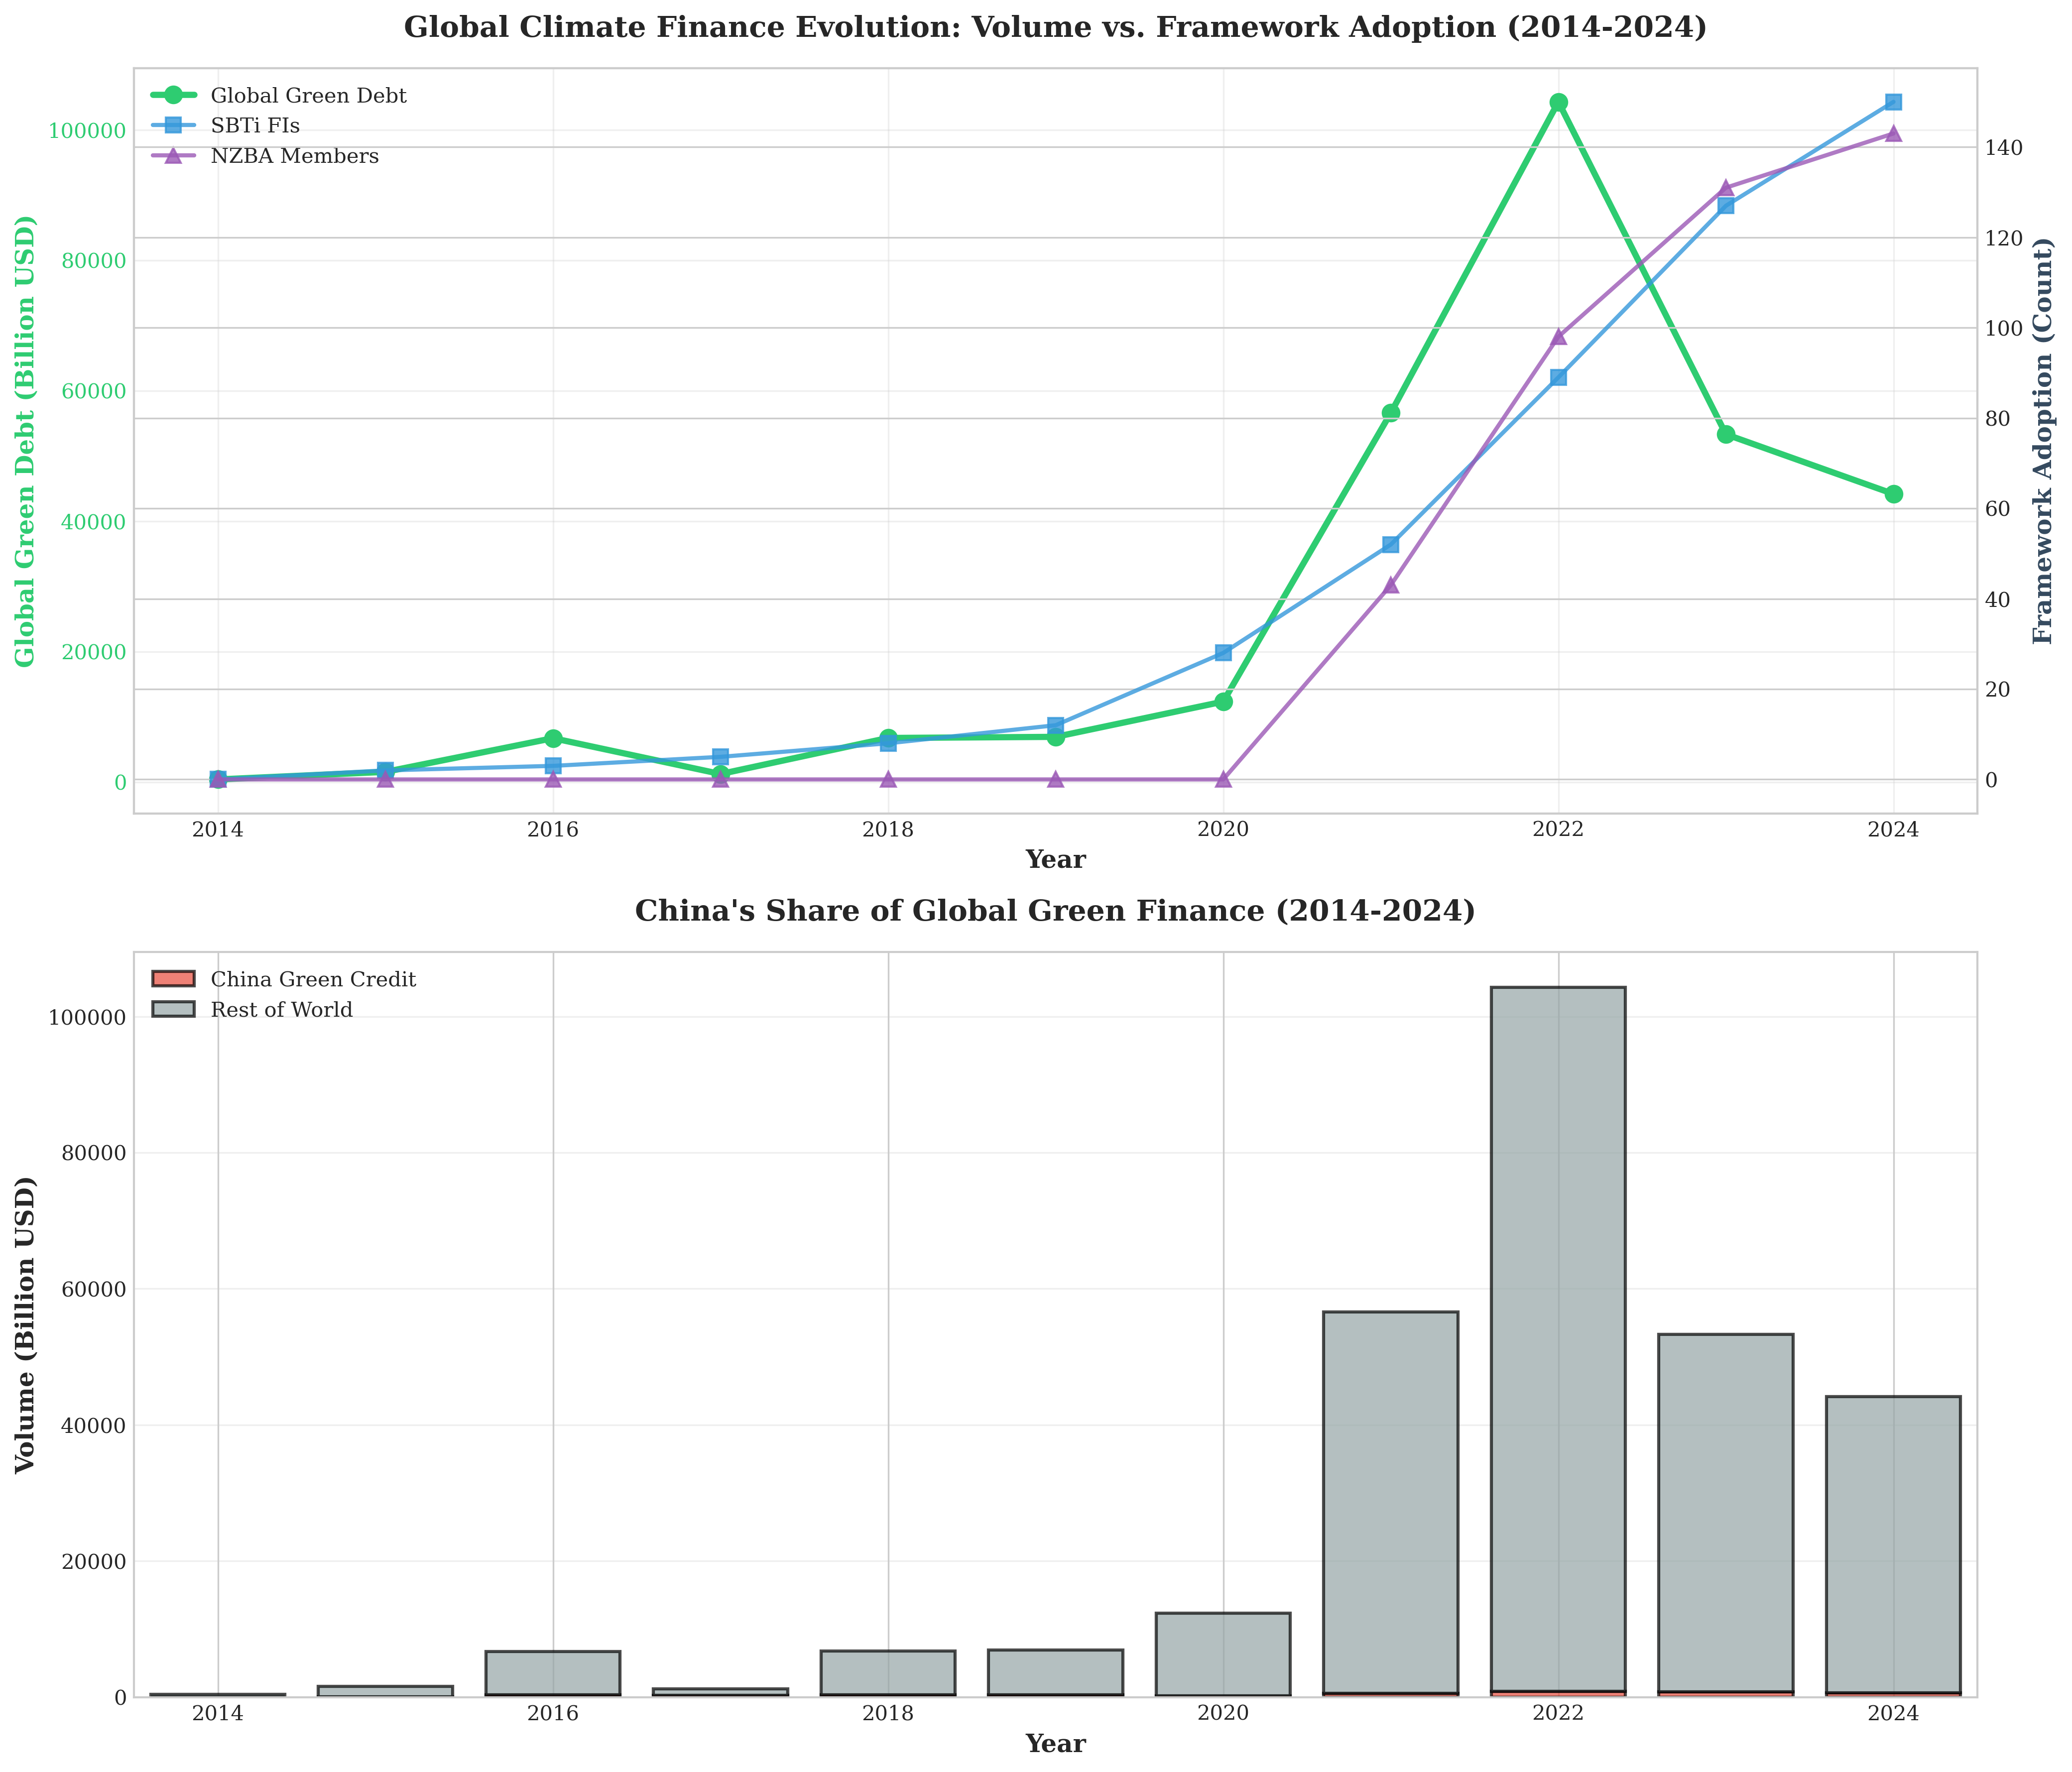 Global Climate Finance Evolution: Volume vs. Framework Adoption (2014-2024)
Global Green Debt
SBTi FIs
NZBA Members
Global Green Debt (Billion USD)
100000
80000
60000
40000
20000
0
Framework Adoption (Count)
140
120
100
80
60
40
20
0
2014 2016 2018 2020 2022 2024
Year
China's Share of Global Green Finance (2014-2024)
China Green Credit
Rest of World
Volume (Billion USD)
100000
80000
60000
40000
20000
0
2014 2016 2018 2020 2022 2024
Year